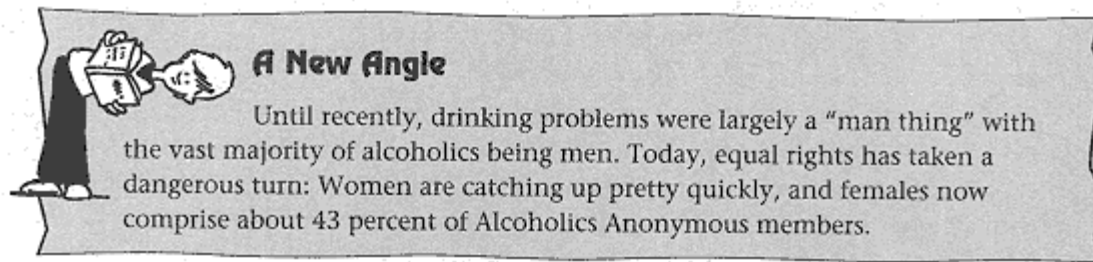 A New Angle
Until recently, drinking problems were largely a “man thing” with
the vast majority of alcoholics being men. Today, equal rights has taken a
dangerous turn: Women are catching up pretty quickly, and females now
comprise about 43 percent of Alcoholics Anonymous members.